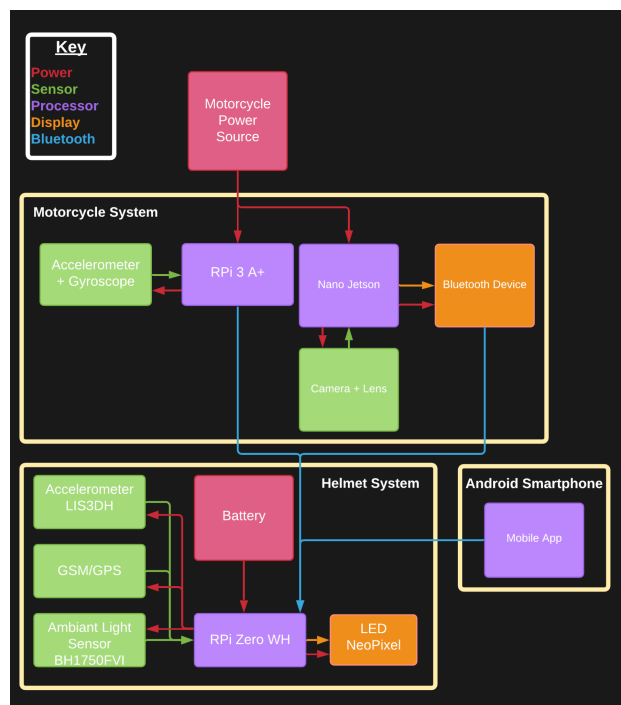 Key
Power
Sensor
Processor
Display
Bluetooth
Motorcycle
Power
Source
Motorcycle System
Accelerometer
+ Gyroscope
RPi 3 A+
Nano Jetson
Bluetooth Device
Camera + Lens
Helmet System
Accelerometer
LIS3DH
Battery
GSM/GPS
Ambiant Light
Sensor
BH1750FVI
RPi Zero WH
LED
NeoPixel
Android Smartphone
Mobile App